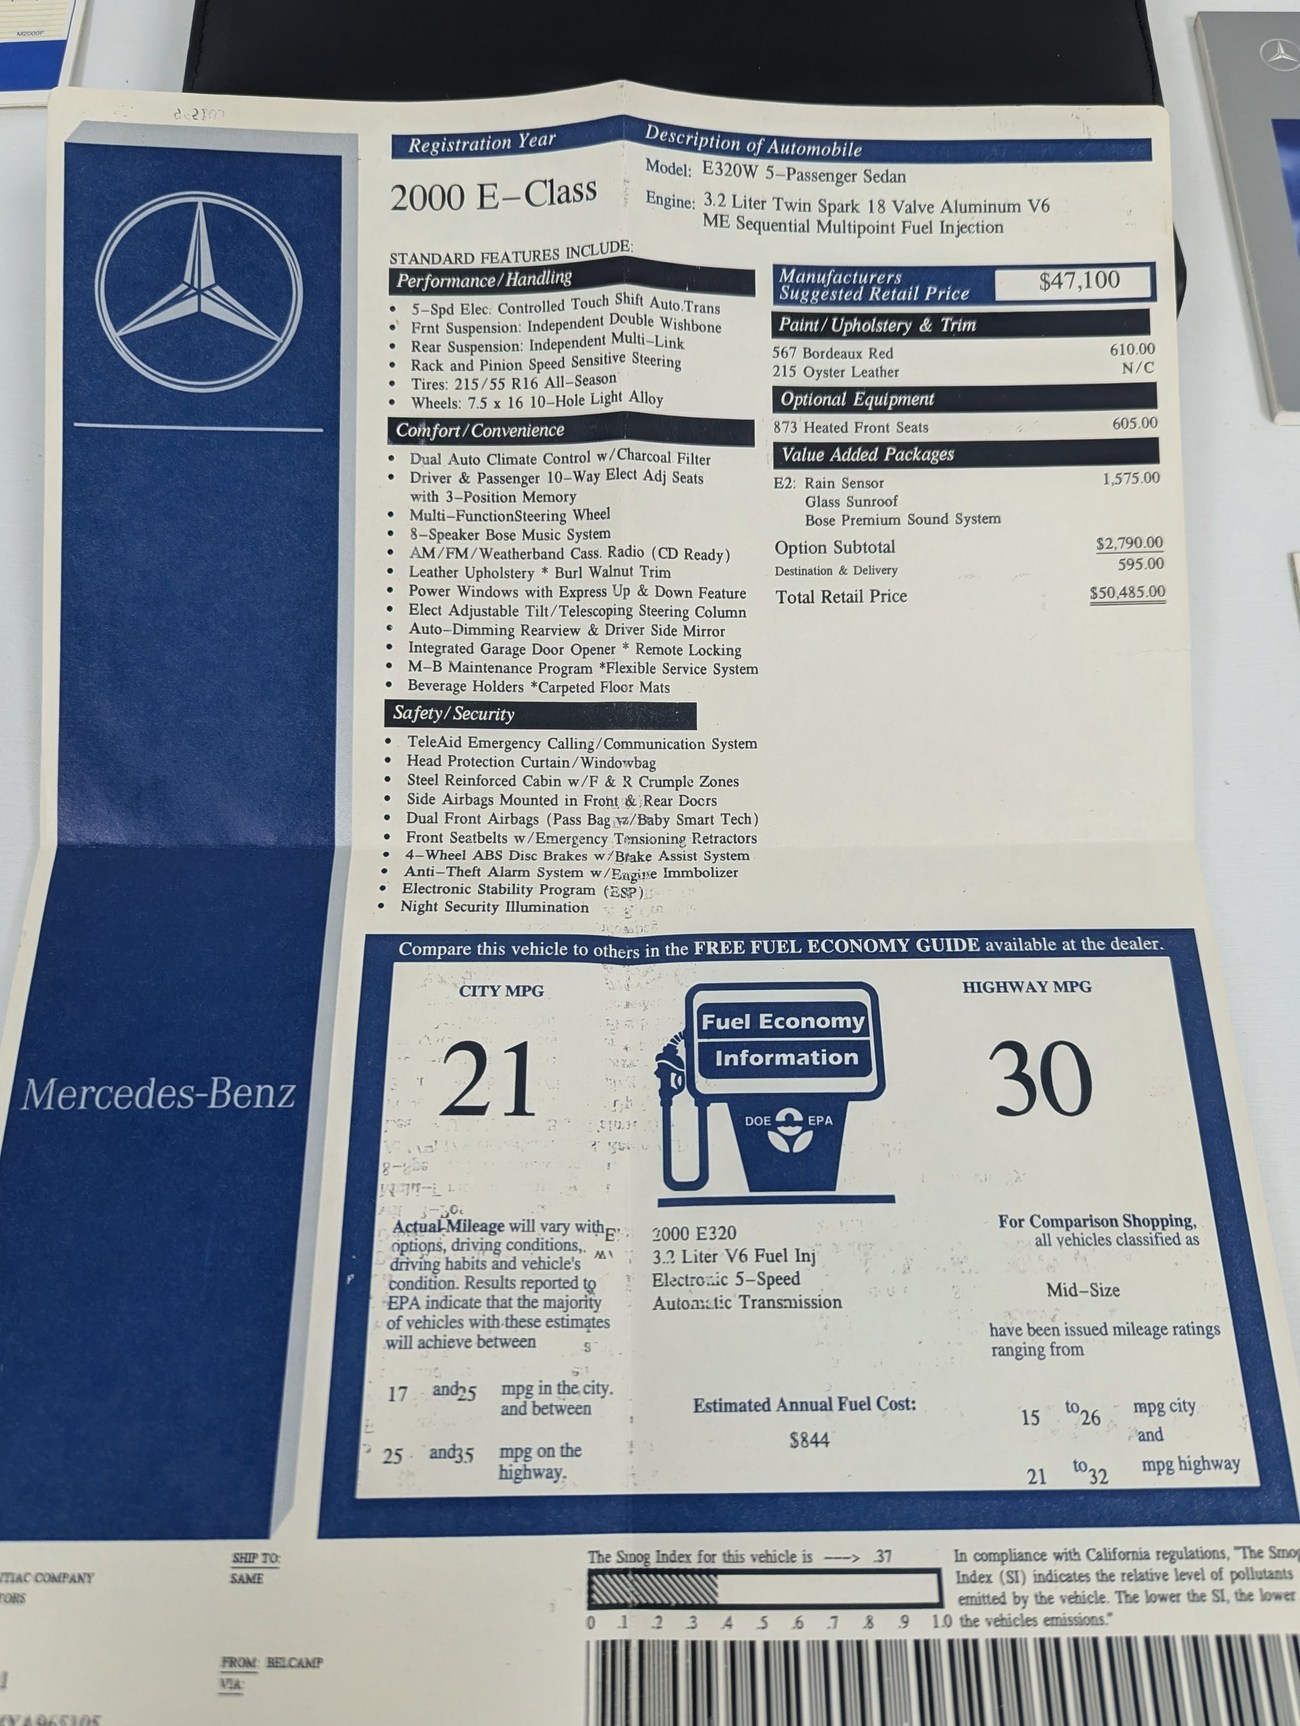 M2000F
Registration Year
Description of Automobile
2000 E-Class
Model: E320W 5-Passenger Sedan
Engine: 3.2 Liter Twin Spark 18 Valve Aluminum V6
ME Sequential Multipoint Fuel Injection
STANDARD FEATURES INCLUDE:
Performance/Handling
• 5-Spd Elec. Controlled Touch Shift Auto.Trans
• Frnt Suspension: Independent Double Wishbone
• Rear Suspension: Independent Multi-Link
• Rack and Pinion Speed Sensitive Steering
• Tires: 215/55 R16 All-Season
• Wheels: 7.5 x 16 10-Hole Light Alloy
Comfort/Convenience
• Dual Auto Climate Control w/Charcoal Filter
• Driver & Passenger 10-Way Elect Adj Seats
with 3-Position Memory
• Multi-FunctionSteering Wheel
• 8-Speaker Bose Music System
• AM/FM/Weatherband Cass. Radio (CD Ready)
• Leather Upholstery * Burl Walnut Trim
• Power Windows with Express Up & Down Feature
• Elect Adjustable Tilt/Telescoping Steering Column
• Auto-Dimming Rearview & Driver Side Mirror
• Integrated Garage Door Opener * Remote Locking
• M-B Maintenance Program *Flexible Service System
• Beverage Holders *Carpeted Floor Mats
Safety/Security
• TeleAid Emergency Calling/Communication System
• Head Protection Curtain/Windowbag
• Steel Reinforced Cabin w/F & R Crumple Zones
• Side Airbags Mounted in Front & Rear Doors
• Dual Front Airbags (Pass Bag w/Baby Smart Tech)
• Front Seatbelts w/Emergency Tensioning Retractors
• 4-Wheel ABS Disc Brakes w/Brake Assist System
• Anti-Theft Alarm System w/Engine Immbolizer
• Electronic Stability Program (ESP)
• Night Security Illumination
Manufacturers
Suggested Retail Price $47,100
Paint/Upholstery & Trim
567 Bordeaux Red 610.00
215 Oyster Leather N/C
Optional Equipment
873 Heated Front Seats 605.00
Value Added Packages
E2: Rain Sensor 1,575.00
Glass Sunroof
Bose Premium Sound System
Option Subtotal $2,790.00
Destination & Delivery 595.00
Total Retail Price $50,485.00
Mercedes-Benz
Compare this vehicle to others in the FREE FUEL ECONOMY GUIDE available at the dealer.
CITY MPG
21
Fuel Economy
Information
DOE EPA
HIGHWAY MPG
30
Actual Mileage will vary with
options, driving conditions,
driving habits and vehicle's
condition. Results reported to
EPA indicate that the majority
of vehicles with these estimates
will achieve between
17 and 25 mpg in the city.
and between
25 and 35 mpg on the
highway.
2000 E320
3.2 Liter V6 Fuel Inj
Electronic 5-Speed
Automatic Transmission
Estimated Annual Fuel Cost:
$844
For Comparison Shopping,
all vehicles classified as
Mid-Size
have been issued mileage ratings
ranging from
15 to 26 mpg city
and
21 to 32 mpg highway
NTIAC COMPANY
TORS
SHIP TO:
SAME
FROM: BELCAMP
VIA:
The Smog Index for this vehicle is ----> .37
0 .1 .2 .3 .4 .5 .6 .7 .8 .9 1.0
In compliance with California regulations, "The Smog
Index (SI) indicates the relative level of pollutants
emitted by the vehicle. The lower the SI, the lower
the vehicles emissions."